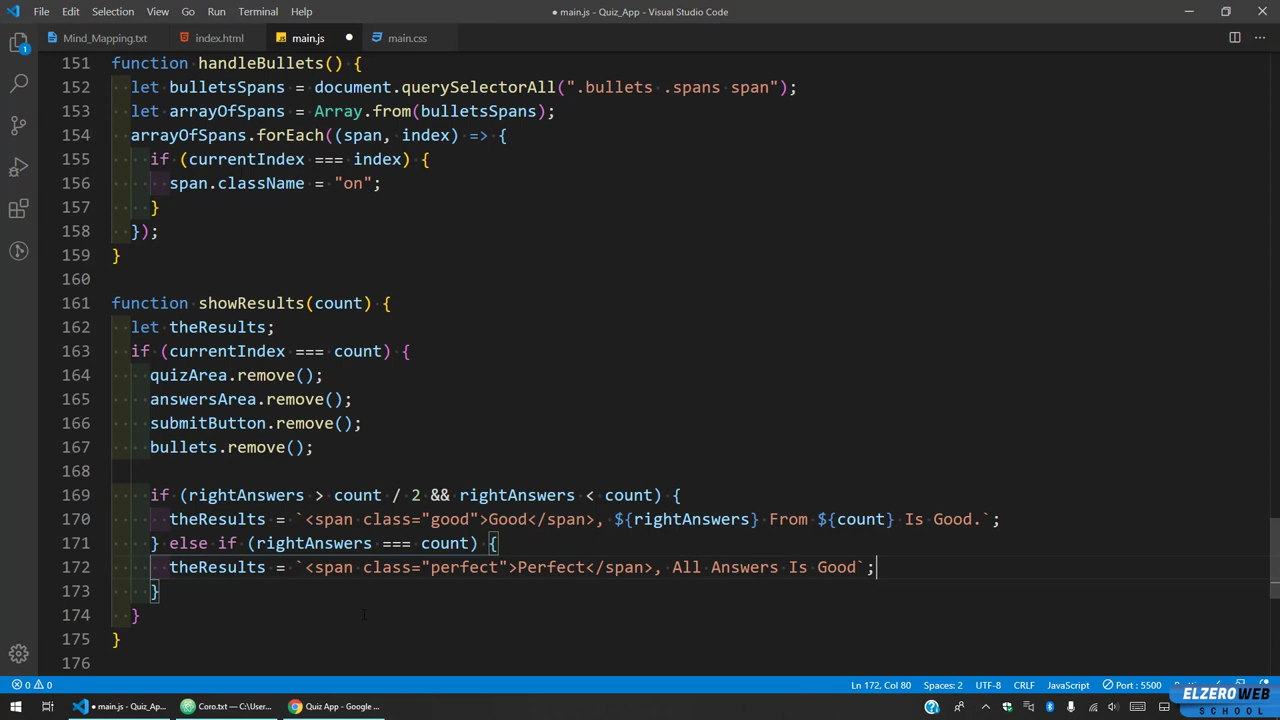 File Edit Selection View Go Run Terminal Help
● main.js - Quiz_App - Visual Studio Code
Mind_Mapping.txt index.html main.js main.css
151 function handleBullets() {
152 let bulletsSpans = document.querySelectorAll(".bullets .spans span");
153 let arrayOfSpans = Array.from(bulletsSpans);
154 arrayOfSpans.forEach((span, index) => {
155 if (currentIndex === index) {
156 span.className = "on";
157 }
158 });
159 }
160
161 function showResults(count) {
162 let theResults;
163 if (currentIndex === count) {
164 quizArea.remove();
165 answersArea.remove();
166 submitButton.remove();
167 bullets.remove();
168
169 if (rightAnswers > count / 2 && rightAnswers < count) {
170 theResults = `<span class="good">Good</span>, ${rightAnswers} From ${count} Is Good.`;
171 } else if (rightAnswers === count) {
172 theResults = `<span class="perfect">Perfect</span>, All Answers Is Good`;
173 }
174 }
175 }
176
0 0 Ln 172, Col 80 Spaces: 2 UTF-8 CRLF JavaScript Port : 5500
● main.js - Quiz_App... Coro.txt — C:\User... Quiz App - Google ...
ELZEROWEB
SCHOOL